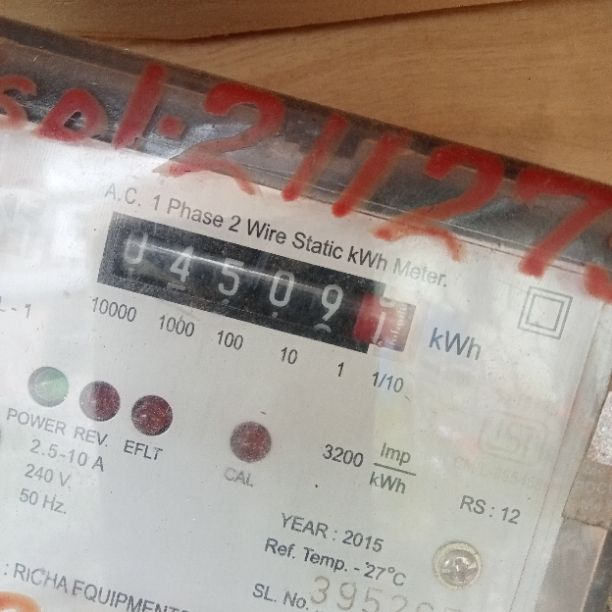 sel.21127
A.C. 1 Phase 2 Wire Static kWh Meter.
045091
kWh
10000 1000 100 10 1 1/10
POWER REV. EFLT
CAL
3200 Imp/kWh
2.5-10 A
240 V.
50 Hz.
RS : 12
YEAR : 2015
Ref. Temp. - 27°C
: RICHA EQUIPMENTS
SL. No. 3952